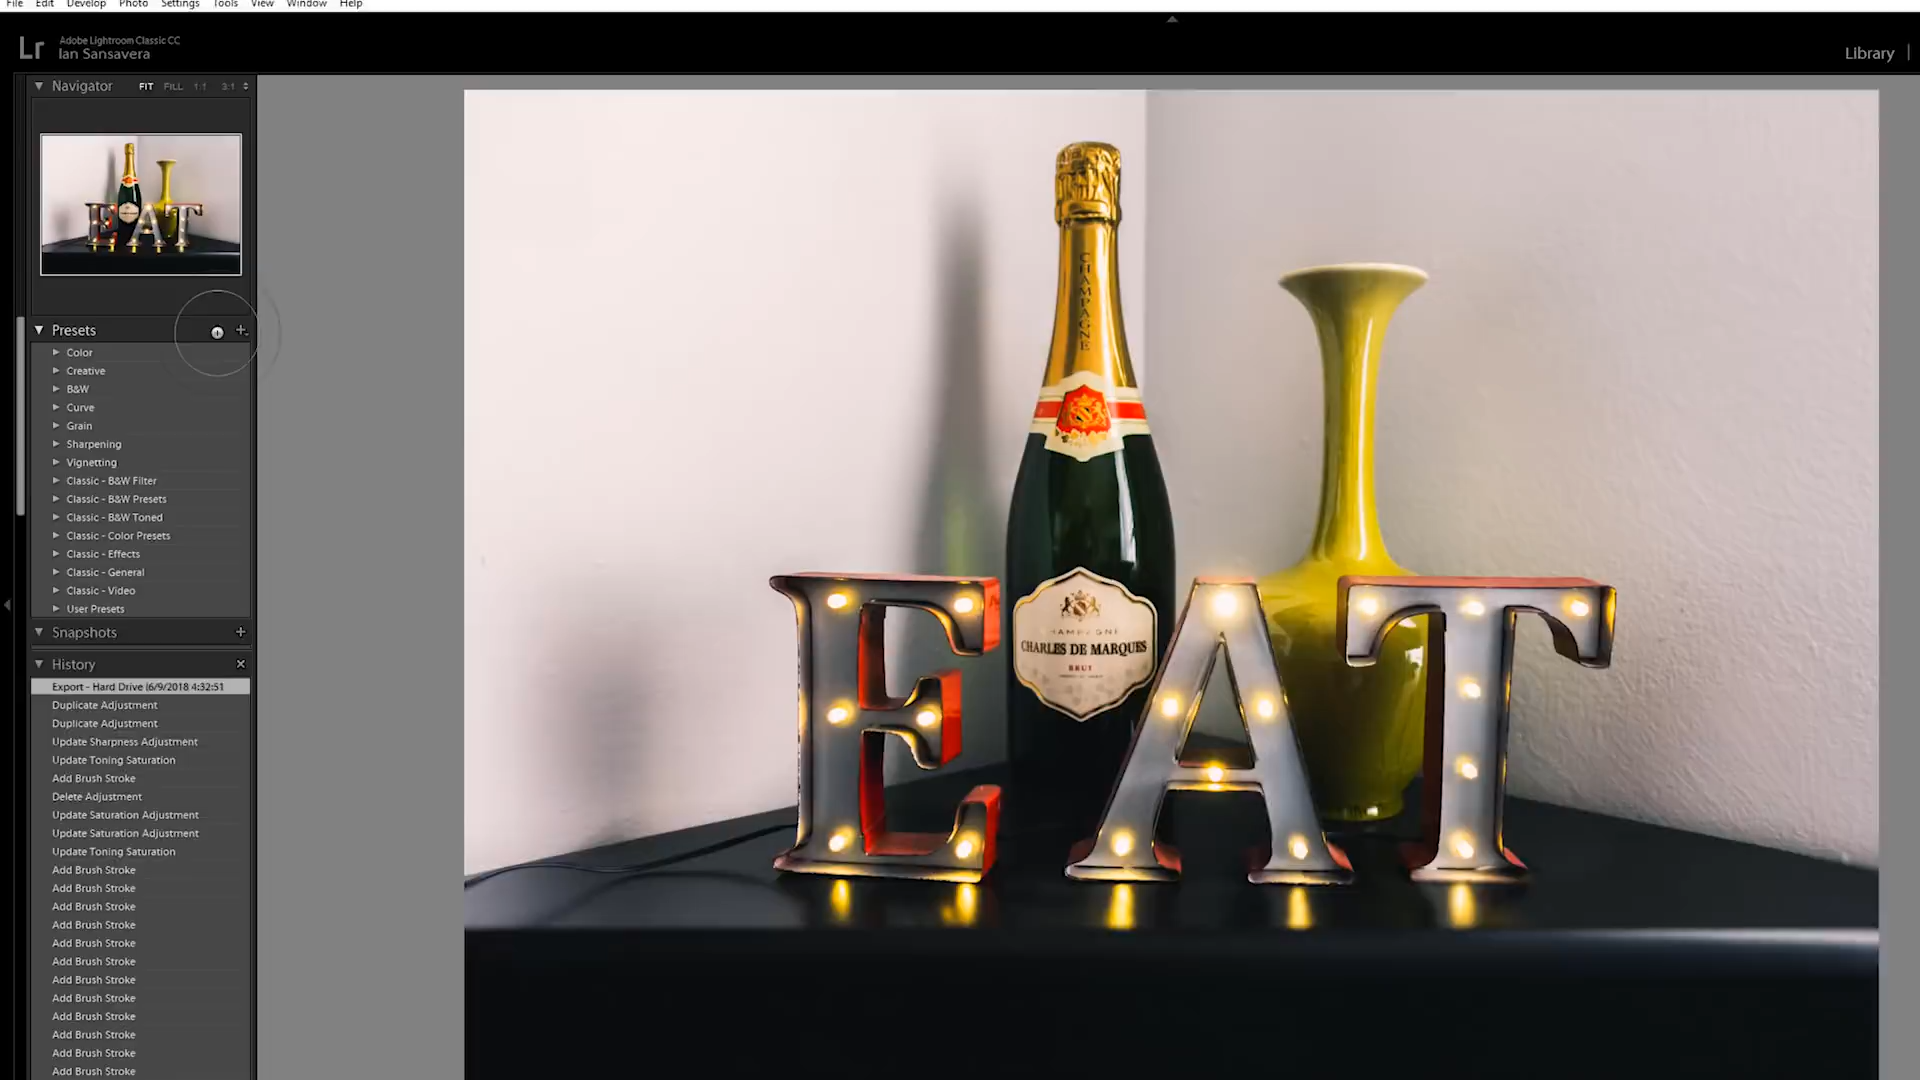 File Edit Develop Photo Settings Tools View Window Help
Lr
Adobe Lightroom Classic CC
Ian Sansavera
Library
Navigator FIT FILL 1:1 3:1
Presets
Color
Creative
B&W
Curve
Grain
Sharpening
Vignetting
Classic - B&W Filter
Classic - B&W Presets
Classic - B&W Toned
Classic - Color Presets
Classic - Effects
Classic - General
Classic - Video
User Presets
Snapshots
History
Export - Hard Drive (6/9/2018 4:32:51
Duplicate Adjustment
Duplicate Adjustment
Update Sharpness Adjustment
Update Toning Saturation
Add Brush Stroke
Delete Adjustment
Update Saturation Adjustment
Update Saturation Adjustment
Update Toning Saturation
Add Brush Stroke
Add Brush Stroke
Add Brush Stroke
Add Brush Stroke
Add Brush Stroke
Add Brush Stroke
Add Brush Stroke
Add Brush Stroke
Add Brush Stroke
Add Brush Stroke
Add Brush Stroke
Add Brush Stroke
CHAMPAGNE
CHARLES DE MARQUES
BRUT
EAT